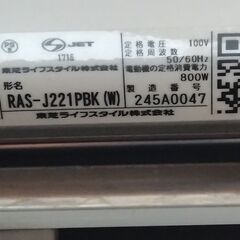 PS E
JET
1716
東芝ライフスタイル株式会社
形名
RAS-J221PBK(W)
定格電圧 100V
定格周波数
50/60Hz
電動機の定格消費電力
800W
製造番号
245A0047
東芝ライフスタイル株式会社